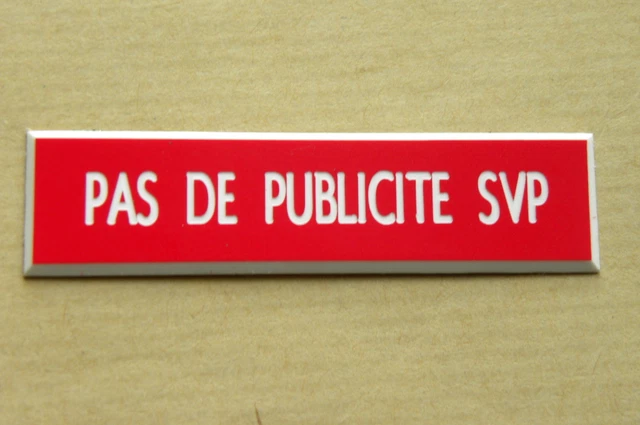 PAS DE PUBLICITE SVP